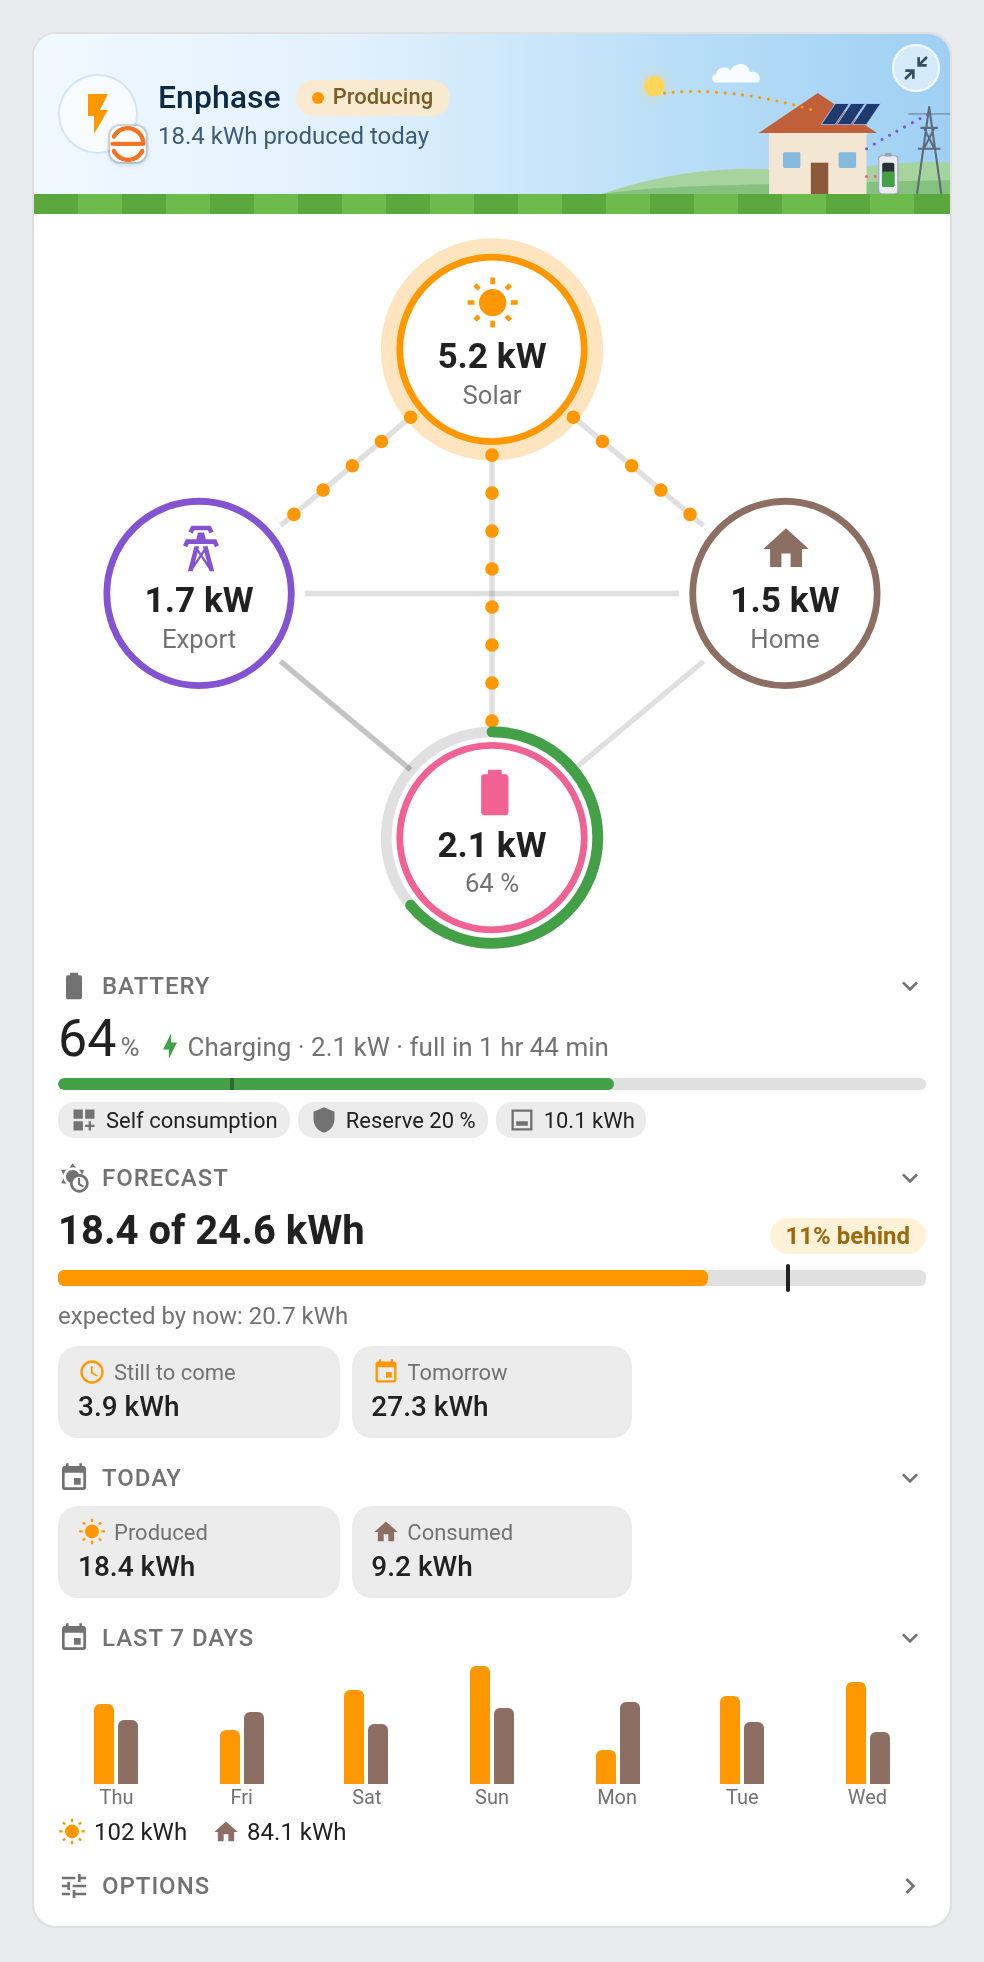 Enphase
Producing
18.4 kWh produced today
5.2 kW
Solar
1.7 kW
Export
1.5 kW
Home
2.1 kW
64 %
BATTERY
64 % Charging · 2.1 kW · full in 1 hr 44 min
Self consumption
Reserve 20 %
10.1 kWh
FORECAST
18.4 of 24.6 kWh
11% behind
expected by now: 20.7 kWh
Still to come
3.9 kWh
Tomorrow
27.3 kWh
TODAY
Produced
18.4 kWh
Consumed
9.2 kWh
LAST 7 DAYS
Thu Fri Sat Sun Mon Tue Wed
102 kWh 84.1 kWh
OPTIONS